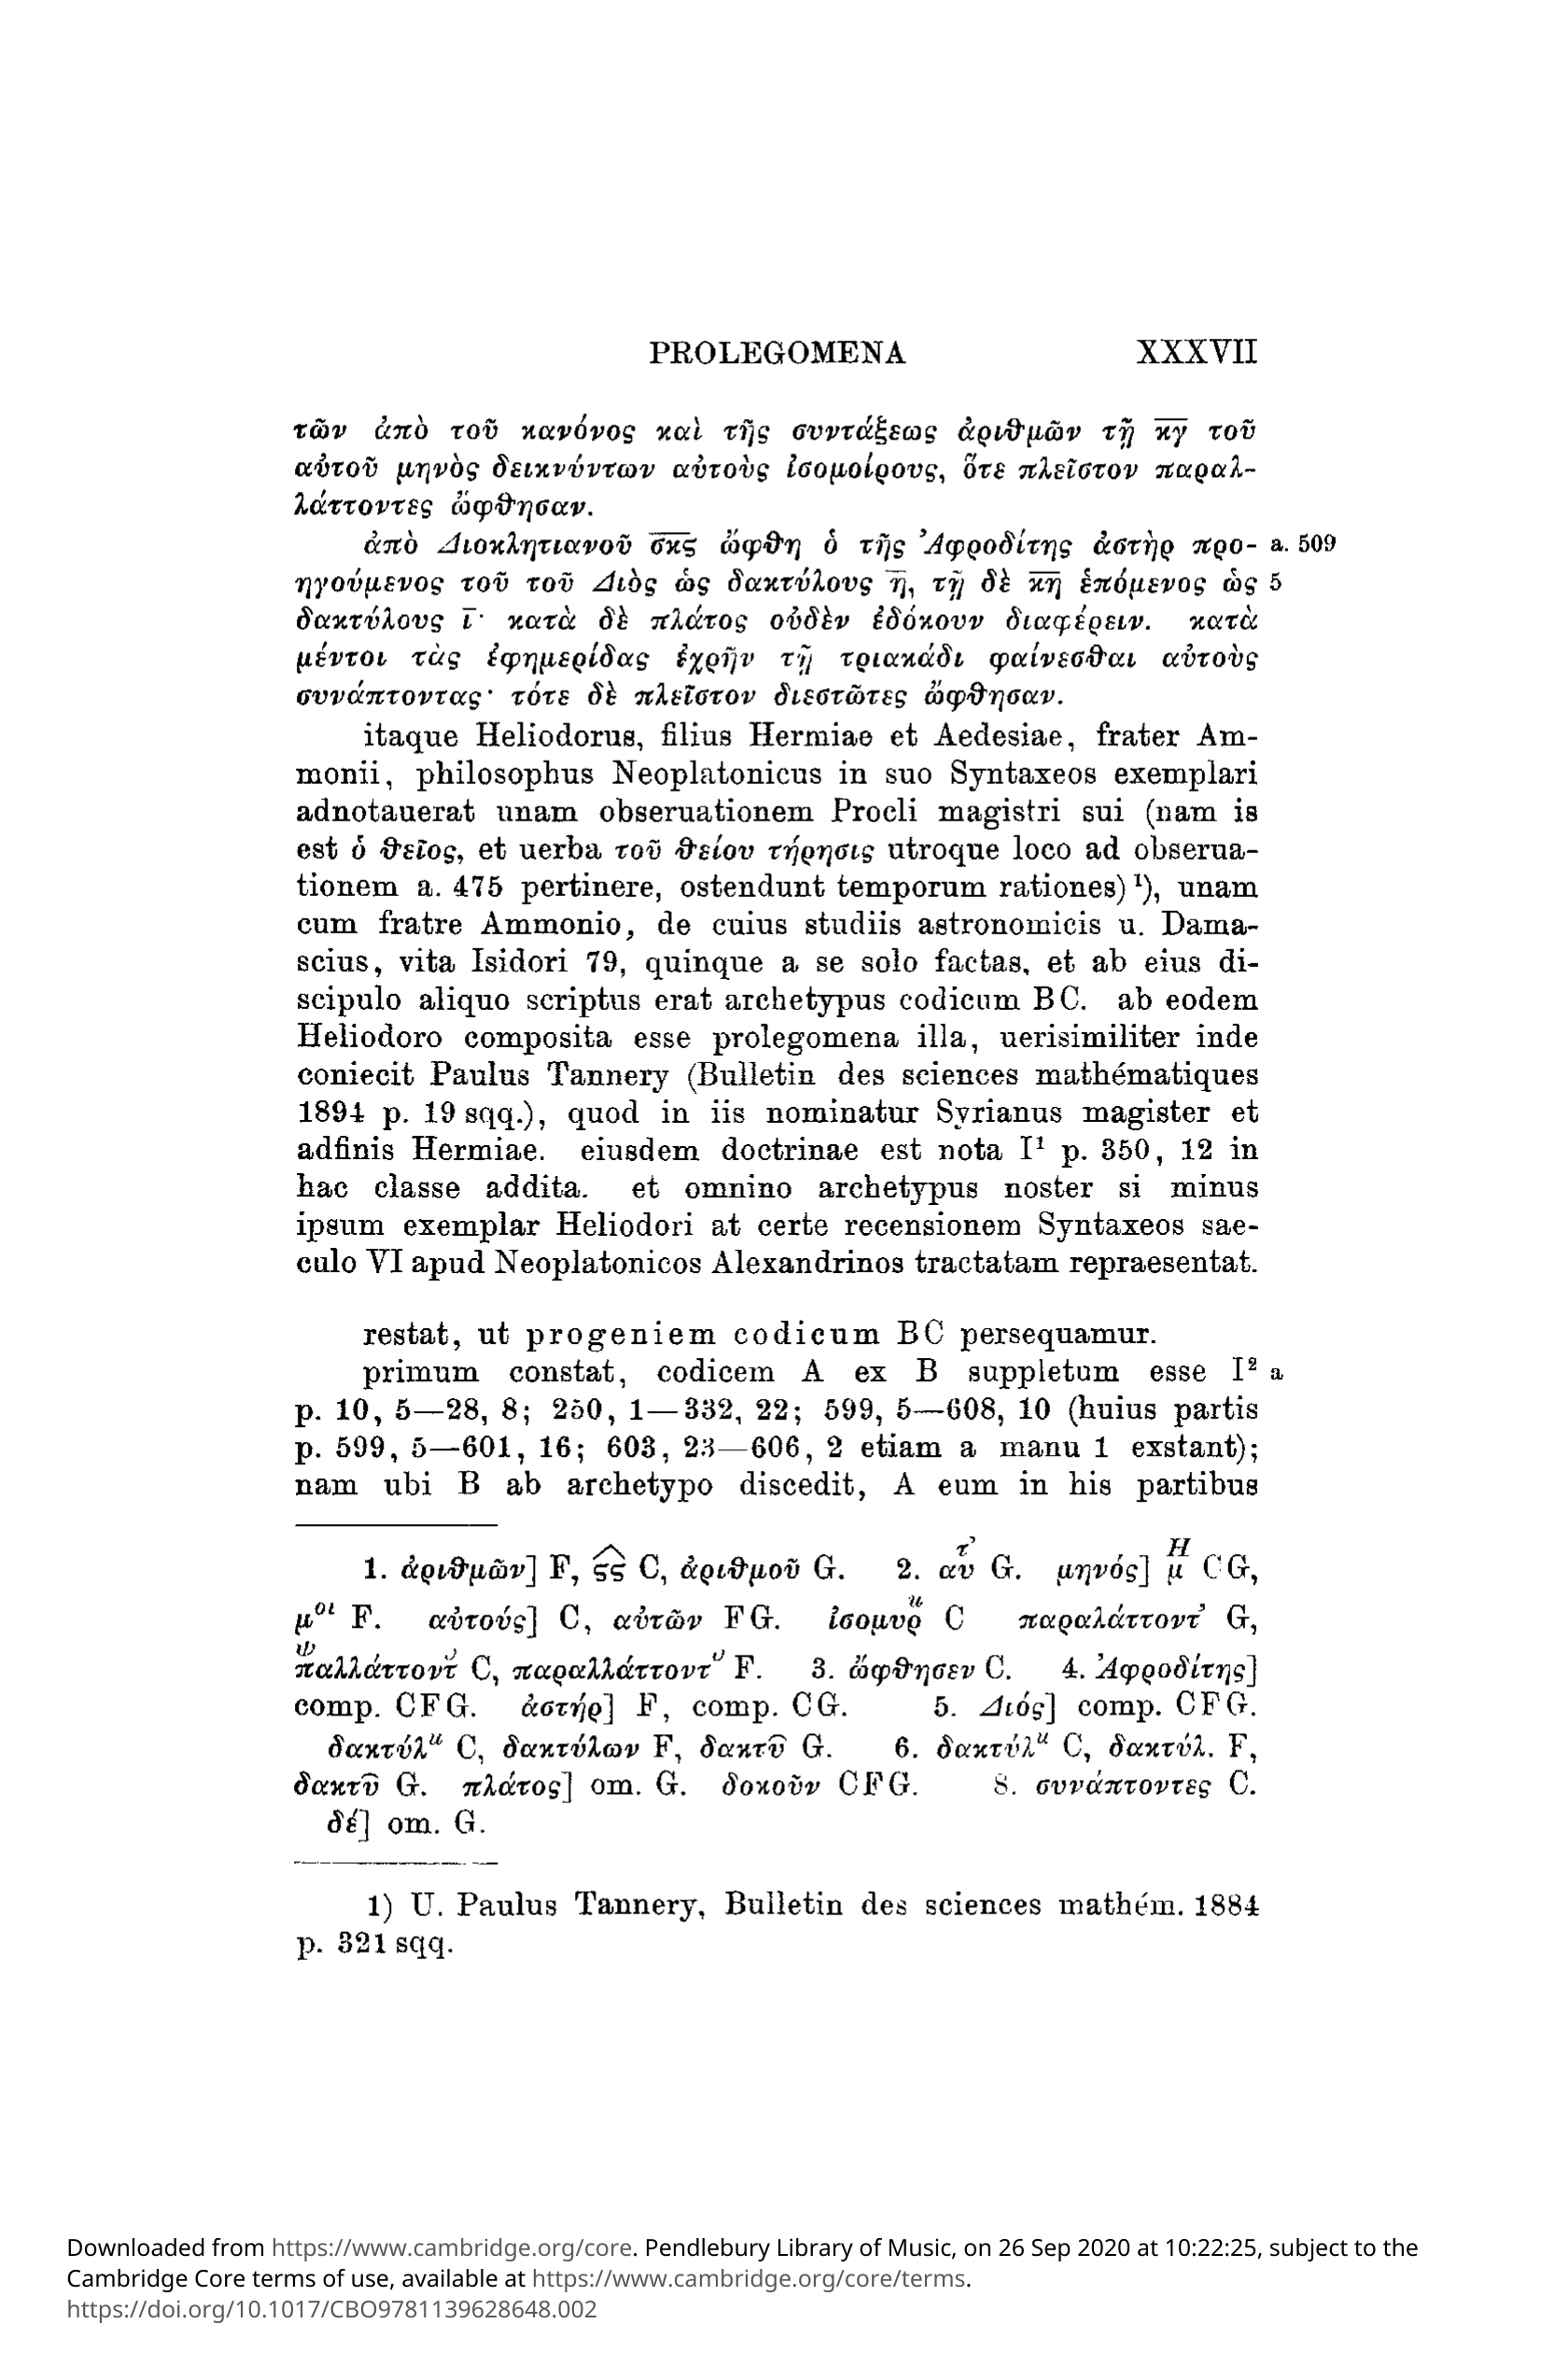 PROLEGOMENA XXXVII
τῶν ἀπὸ τοῦ κανόνος καὶ τῆς συντάξεως ἀριθμῶν τῇ κ̅γ̅ τοῦ
αὐτοῦ μηνὸς δεικνύντων αὐτοὺς ἰσομοίρους, ὅτε πλεῖστον παραλ-
λάττοντες ὤφθησαν.
ἀπὸ Διοκλητιανοῦ σ̅κ̅ϛ̅ ὤφθη ὁ τῆς Ἀφροδίτης ἀστὴρ προ- a. 509
ηγούμενος τοῦ τοῦ Διὸς ὡς δακτύλους η̅, τῇ δὲ κ̅η̅ ἑπόμενος ὡς 5
δακτύλους ι̅· κατὰ δὲ πλάτος οὐδὲν ἐδόκουν διαφέρειν. κατὰ
μέντοι τὰς ἐφημερίδας ἐχρῆν τῇ τριακάδι φαίνεσθαι αὐτοὺς
συνάπτοντας· τότε δὲ πλεῖστον διεστῶτες ὤφθησαν.
itaque Heliodorus, filius Hermiae et Aedesiae, frater Am-
monii, philosophus Neoplatonicus in suo Syntaxeos exemplari
adnotauerat unam obseruationem Procli magistri sui (nam is
est ὁ θεῖος, et uerba τοῦ θείου τήρησις utroque loco ad obserua-
tionem a. 475 pertinere, ostendunt temporum rationes)¹), unam
cum fratre Ammonio, de cuius studiis astronomicis u. Dama-
scius, vita Isidori 79, quinque a se solo factas, et ab eius di-
scipulo aliquo scriptus erat archetypus codicum BC. ab eodem
Heliodoro composita esse prolegomena illa, uerisimiliter inde
coniecit Paulus Tannery (Bulletin des sciences mathématiques
1894 p. 19 sqq.), quod in iis nominatur Syrianus magister et
adfinis Hermiae. eiusdem doctrinae est nota I¹ p. 350, 12 in
hac classe addita. et omnino archetypus noster si minus
ipsum exemplar Heliodori at certe recensionem Syntaxeos sae-
culo VI apud Neoplatonicos Alexandrinos tractatam repraesentat.
restat, ut progeniem codicum BC persequamur.
primum constat, codicem A ex B suppletum esse I² a
p. 10, 5—28, 8; 250, 1—332, 22; 599, 5—608, 10 (huius partis
p. 599, 5—601, 16; 603, 23—606, 2 etiam a manu 1 exstant);
nam ubi B ab archetypo discedit, A eum in his partibus
1. ἀριθμῶν] F, ϛϛ C, ἀριθμοῦ G. 2. αυτ̓ G. μηνός] μᴴ CG,
μᵒⁱ F. αὐτούς] C, αὐτῶν FG. ἰσομυρͧ C παραλάττοντ̓ G,
παλλάττοντ C, παραλλάττοντ F. 3. ὤφθησεν C. 4. Ἀφροδίτης]
comp. CFG. ἀστήρ] F, comp. CG. 5. Διός] comp. CFG.
δακτύλᵘ C, δακτύλων F, δακτυ͡ G. 6. δακτύλᵘ C, δακτύλ. F,
δακτυ͡ G. πλάτος] om. G. δοκοῦν CFG. 8. συνάπτοντες C.
δέ] om. G.
1) U. Paulus Tannery, Bulletin des sciences mathém. 1884
p. 321 sqq.
Downloaded from https://www.cambridge.org/core. Pendlebury Library of Music, on 26 Sep 2020 at 10:22:25, subject to the
Cambridge Core terms of use, available at https://www.cambridge.org/core/terms.
https://doi.org/10.1017/CBO9781139628648.002